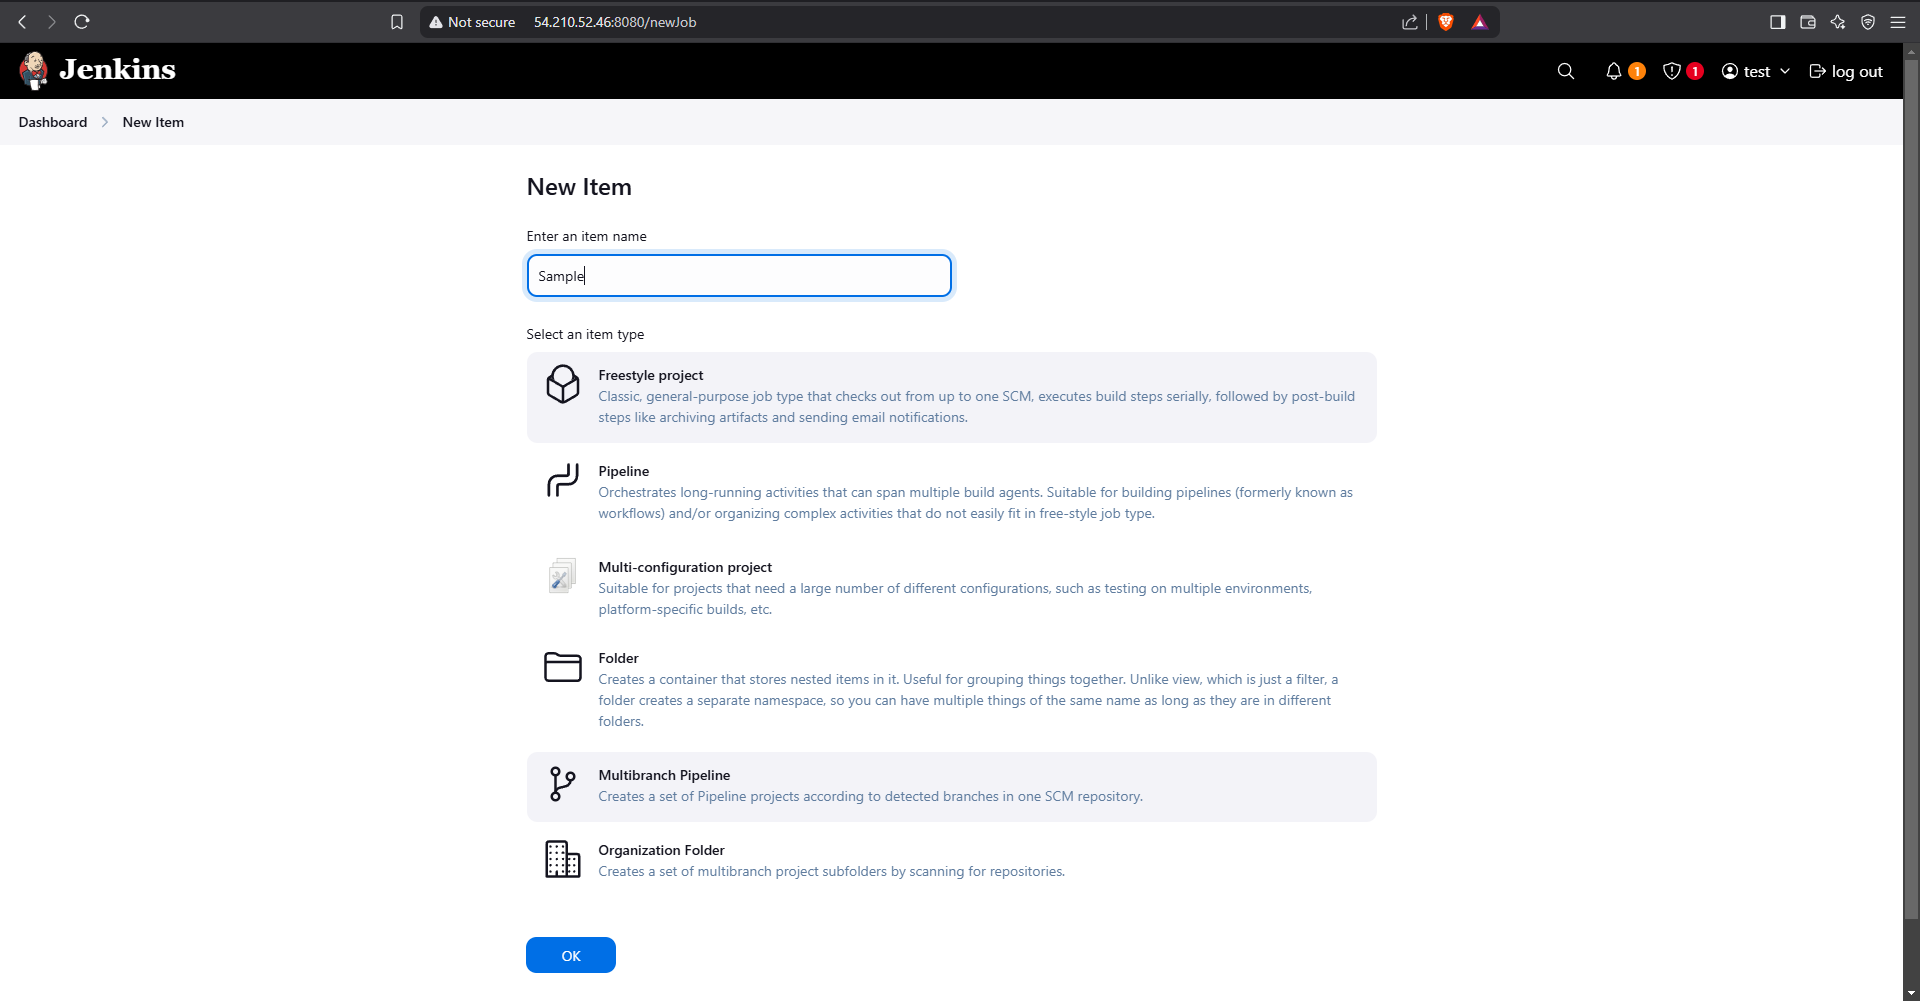 Not secure 54.210.52.46:8080/newJob
Jenkins
1
1
test
log out
Dashboard > New Item
New Item
Enter an item name
Sample
Select an item type
Freestyle project
Classic, general-purpose job type that checks out from up to one SCM, executes build steps serially, followed by post-build
steps like archiving artifacts and sending email notifications.
Pipeline
Orchestrates long-running activities that can span multiple build agents. Suitable for building pipelines (formerly known as
workflows) and/or organizing complex activities that do not easily fit in free-style job type.
Multi-configuration project
Suitable for projects that need a large number of different configurations, such as testing on multiple environments,
platform-specific builds, etc.
Folder
Creates a container that stores nested items in it. Useful for grouping things together. Unlike view, which is just a filter, a
folder creates a separate namespace, so you can have multiple things of the same name as long as they are in different
folders.
Multibranch Pipeline
Creates a set of Pipeline projects according to detected branches in one SCM repository.
Organization Folder
Creates a set of multibranch project subfolders by scanning for repositories.
OK